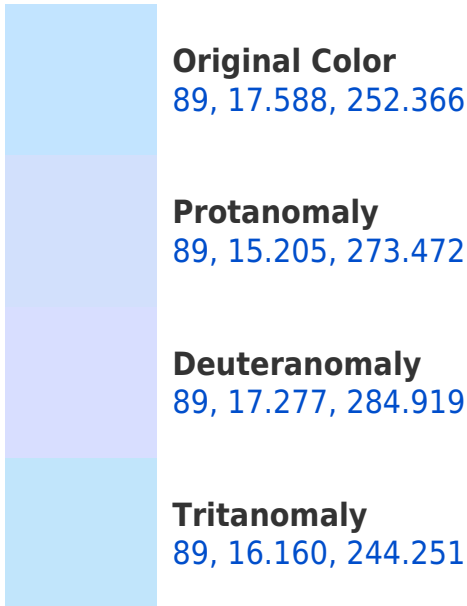 Original Color
89, 17.588, 252.366
Protanomaly
89, 15.205, 273.472
Deuteranomaly
89, 17.277, 284.919
Tritanomaly
89, 16.160, 244.251